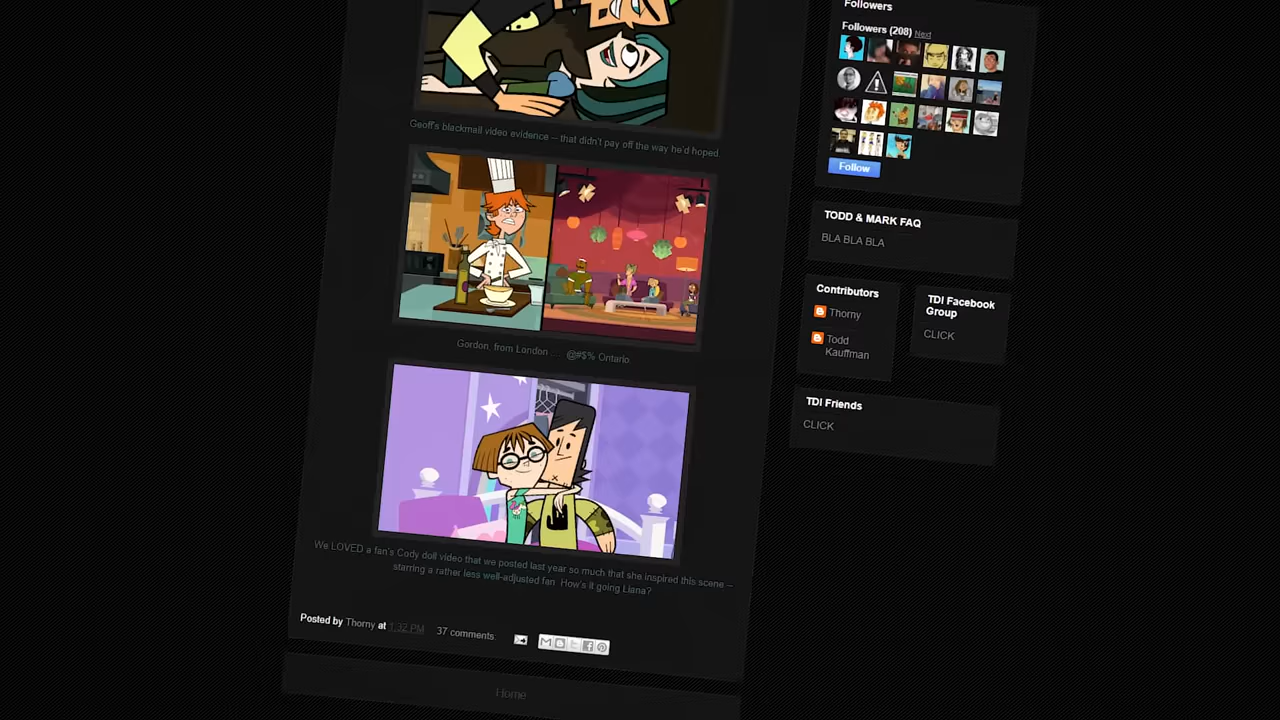 Followers
Followers (208) Next
Geoff's blackmail video evidence -- that didn't pay off the way he'd hoped.
Follow
TODD & MARK FAQ
BLA BLA BLA
Contributors
Thorny
Todd
Kauffman
TDI Facebook
Group
CLICK
Gordon, from London ... @#$% Ontario
TDI Friends
CLICK
We LOVED a fan's Cody doll video that we posted last year so much that she inspired this scene --
starring a rather less well-adjusted fan. How's it going Liana?
Posted by Thorny at 1:32 PM 37 comments:
Home